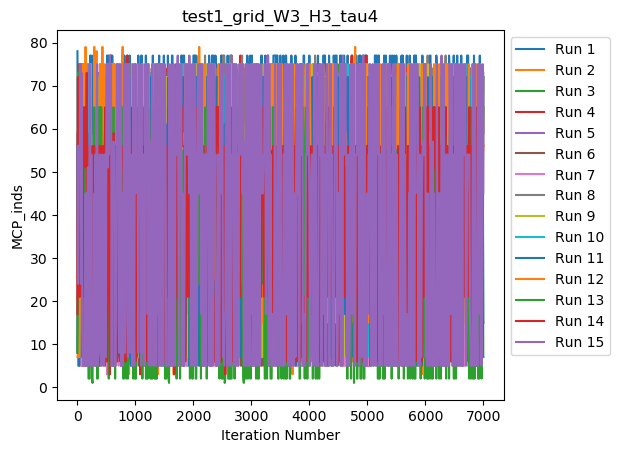 test1_grid_W3_H3_tau4
MCP_inds
80
70
60
50
40
30
20
10
0
0 1000 2000 3000 4000 5000 6000 7000
Iteration Number
Run 1
Run 2
Run 3
Run 4
Run 5
Run 6
Run 7
Run 8
Run 9
Run 10
Run 11
Run 12
Run 13
Run 14
Run 15